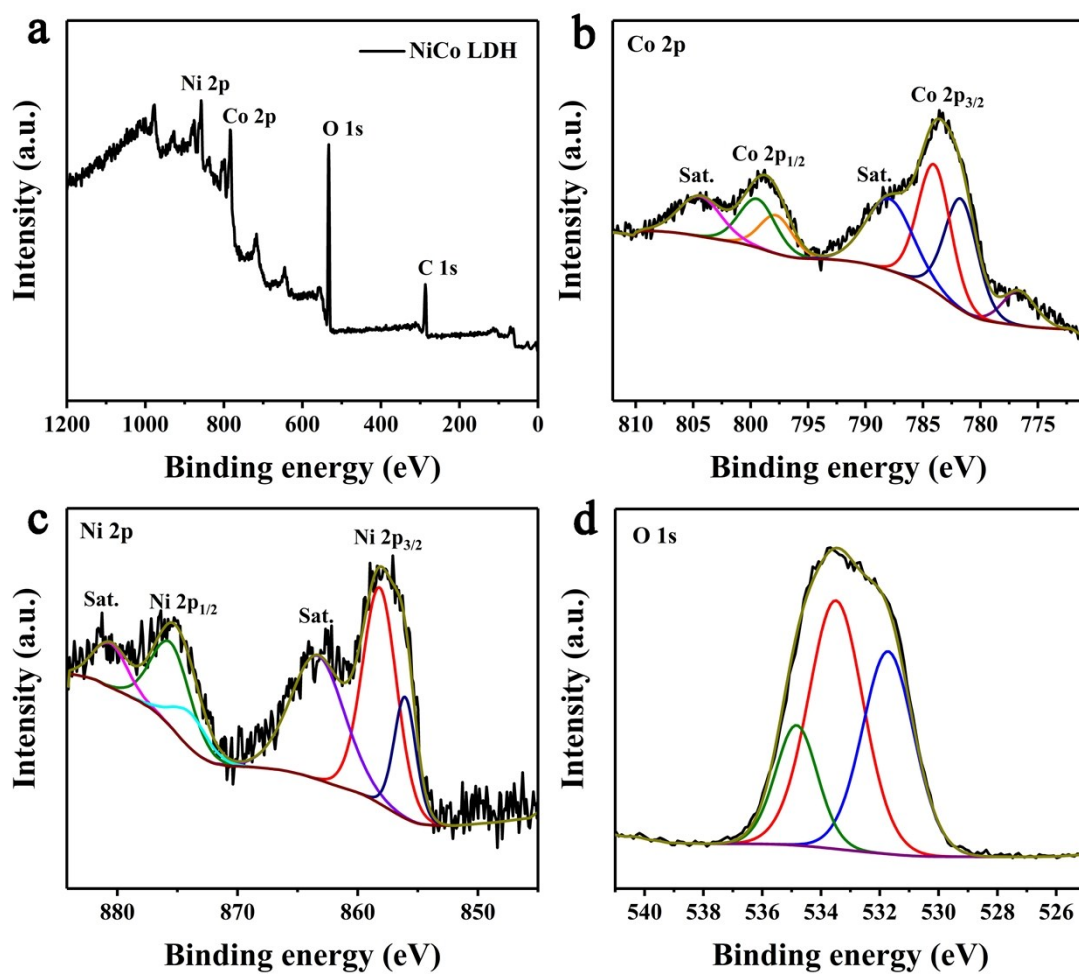 a
NiCo LDH
Ni 2p
Co 2p
O 1s
C 1s
Intensity (a.u.)
1200 1000 800 600 400 200 0
Binding energy (eV)
b
Co 2p
Co 2p3/2
Co 2p1/2
Sat.
Sat.
Intensity (a.u.)
810 805 800 795 790 785 780 775
Binding energy (eV)
c
Ni 2p
Ni 2p3/2
Sat.
Ni 2p1/2
Sat.
Intensity (a.u.)
880 870 860 850
Binding energy (eV)
d
O 1s
Intensity (a.u.)
540 538 536 534 532 530 528 526
Binding energy (eV)